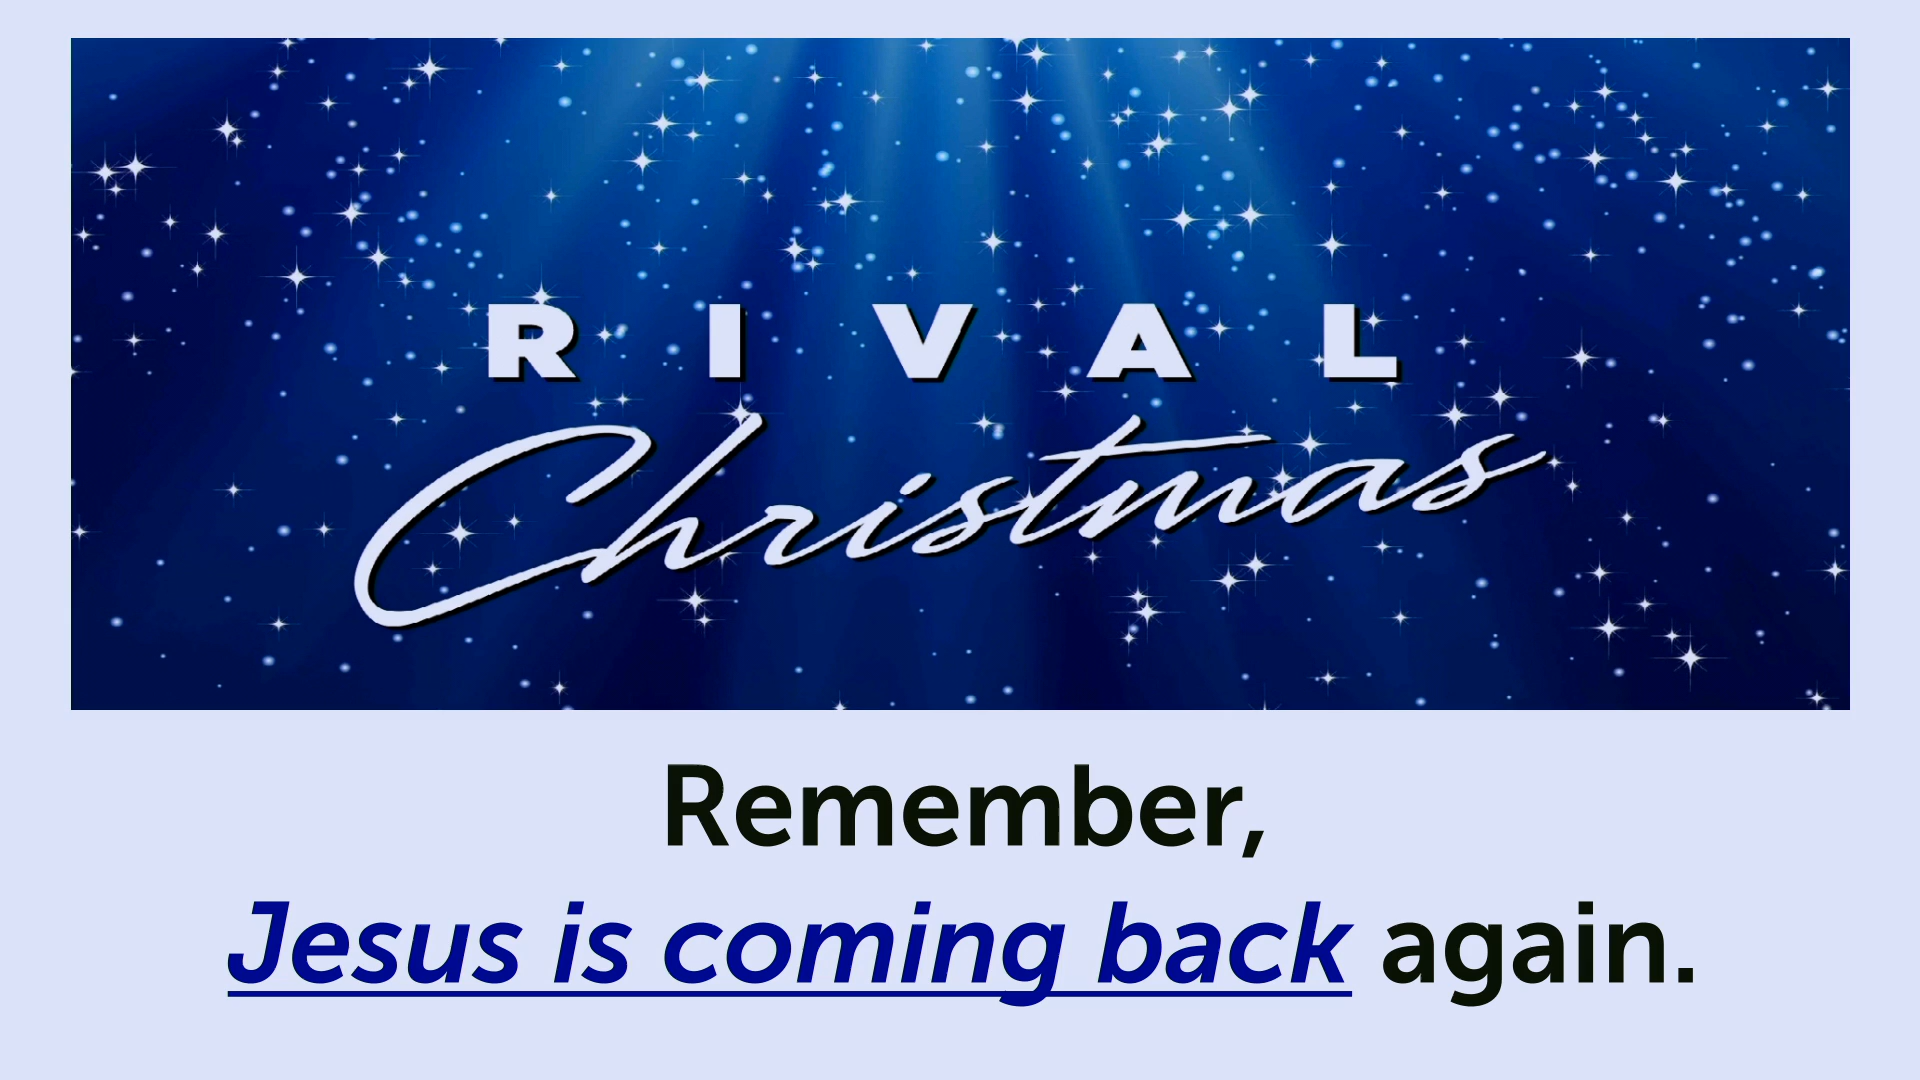 RIVAL
Christmas
Remember,
Jesus is coming back again.